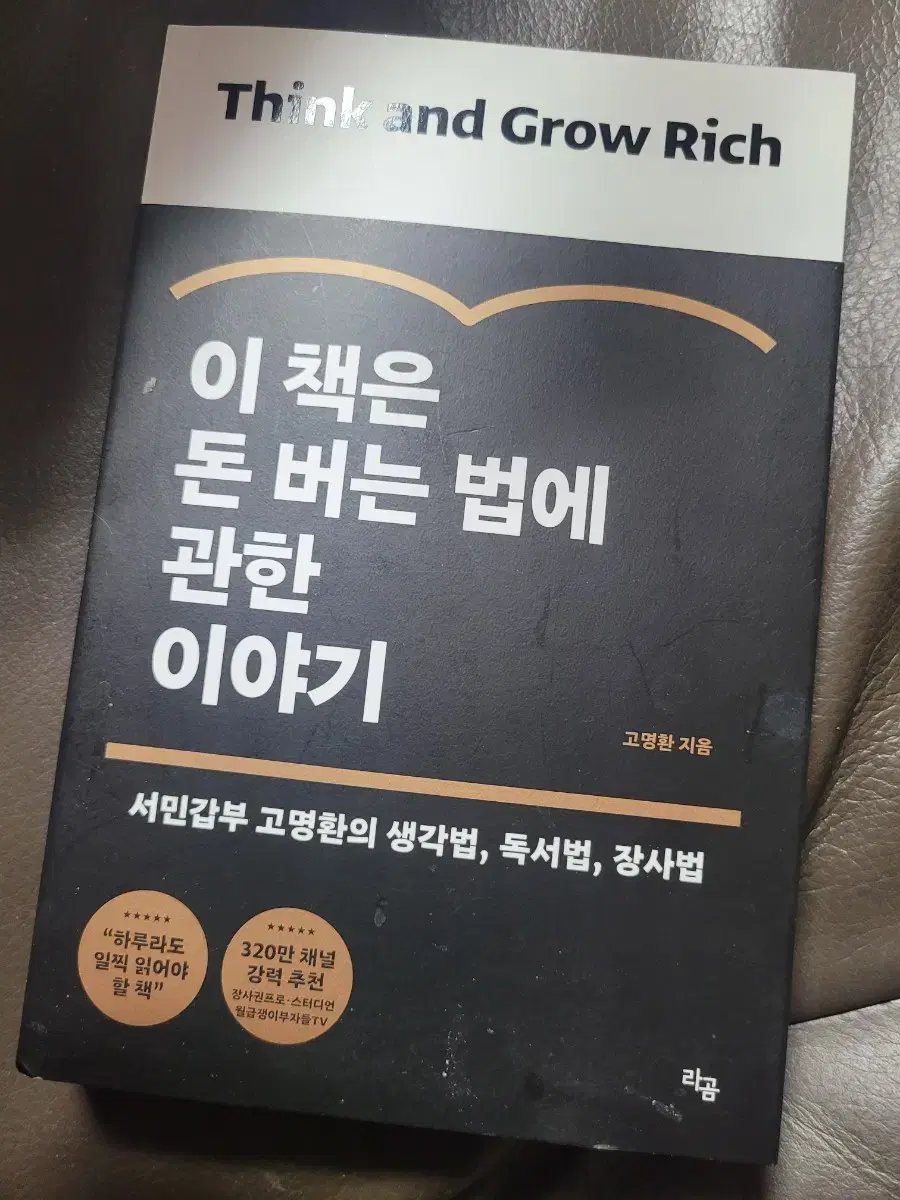 Think and Grow Rich
이 책은
돈 버는 법에
관한
이야기
고명환 지음
서민갑부 고명환의 생각법, 독서법, 장사법
★★★★★
“하루라도
일찍 읽어야
할 책”
★★★★★
320만 채널
강력 추천
장사권프로·스터디언
월급쟁이부자들TV
라곰